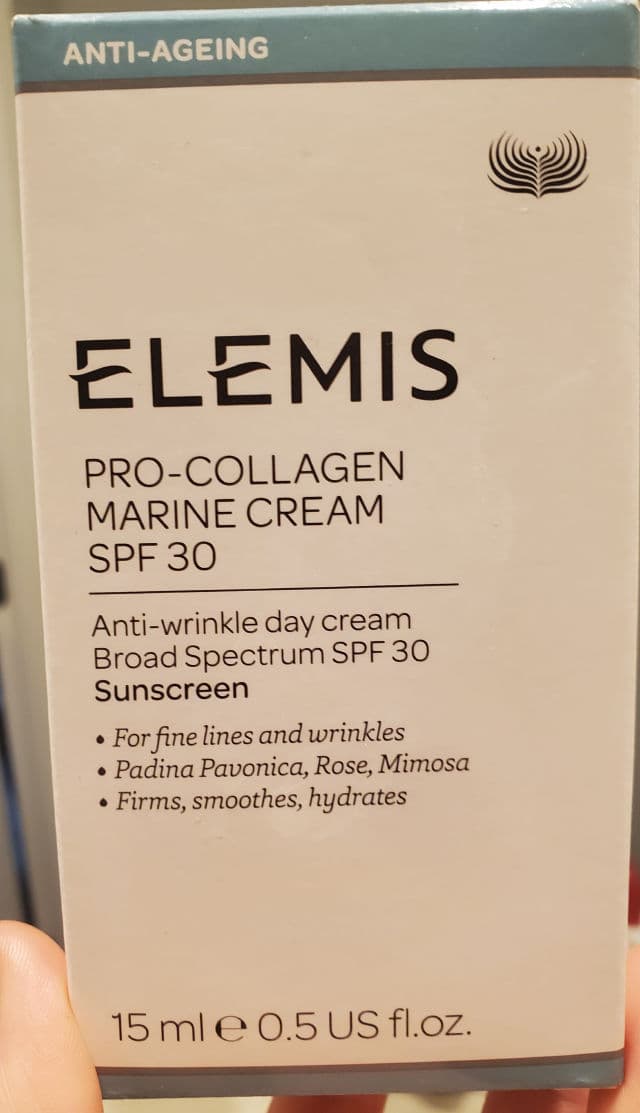 ANTI-AGEING
ELEMIS
PRO-COLLAGEN
MARINE CREAM
SPF 30
Anti-wrinkle day cream
Broad Spectrum SPF 30
Sunscreen
• For fine lines and wrinkles
• Padina Pavonica, Rose, Mimosa
• Firms, smoothes, hydrates
15 ml ℮ 0.5 US fl.oz.